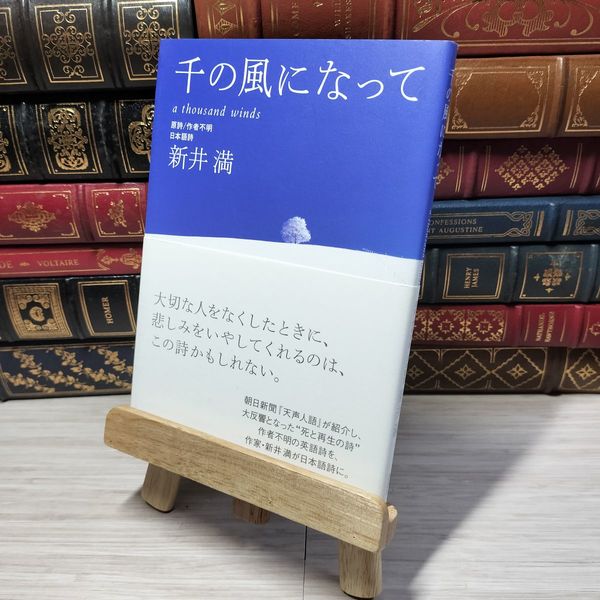 千の風になって
a thousand winds
原詩/作者不明
日本語詩
新井 満
大切な人をなくしたときに、
悲しみをいやしてくれるのは、
この詩かもしれない。
朝日新聞『天声人語』が紹介し、
大反響となった“死と再生の詩”
作者不明の英語詩を、
作家・新井 満が日本語詩に。
VOLTAIRE
HOMER
CONFESSIONS
AUGUSTINE
HENRY
JAMES
NATHANIEL
HAWTHORNE